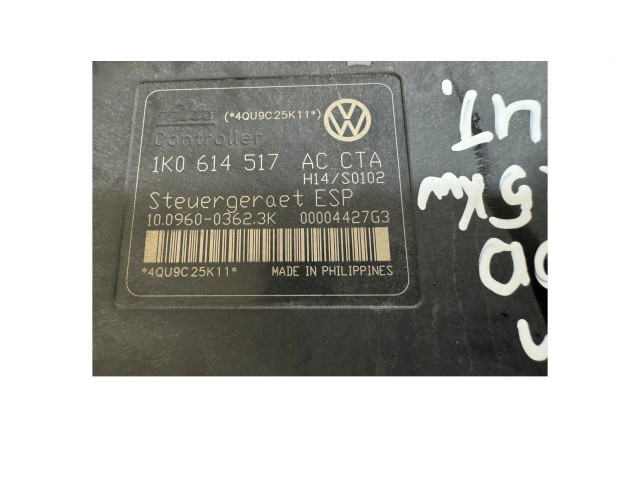 (*4QU9C25K11*)
Controller
1K0 614 517 AC CTA
H14/S0102
Steuergeraet ESP
10.0960-0362.3K 00004427G3
*4QU9C25K11*
MADE IN PHILIPPINES